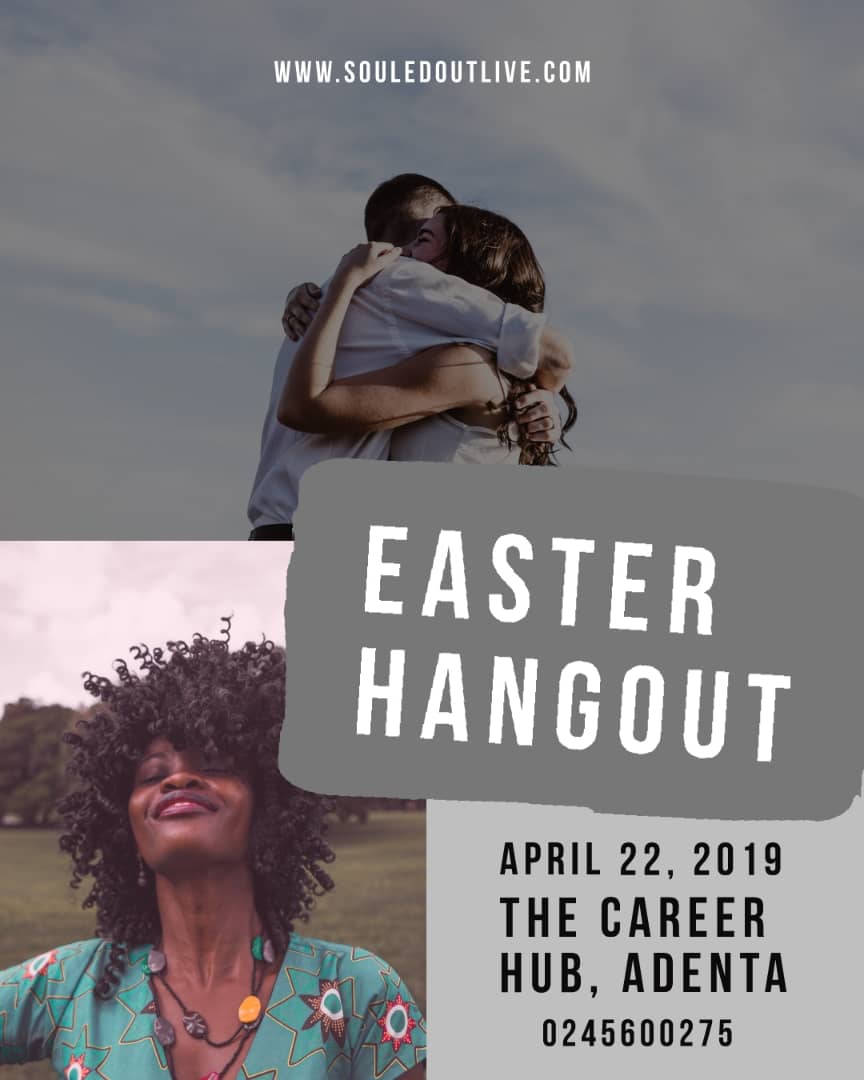 WWW.SOULEDOUTLIVE.COM
EASTER
HANGOUT
APRIL 22, 2019
THE CAREER
HUB, ADENTA
0245600275